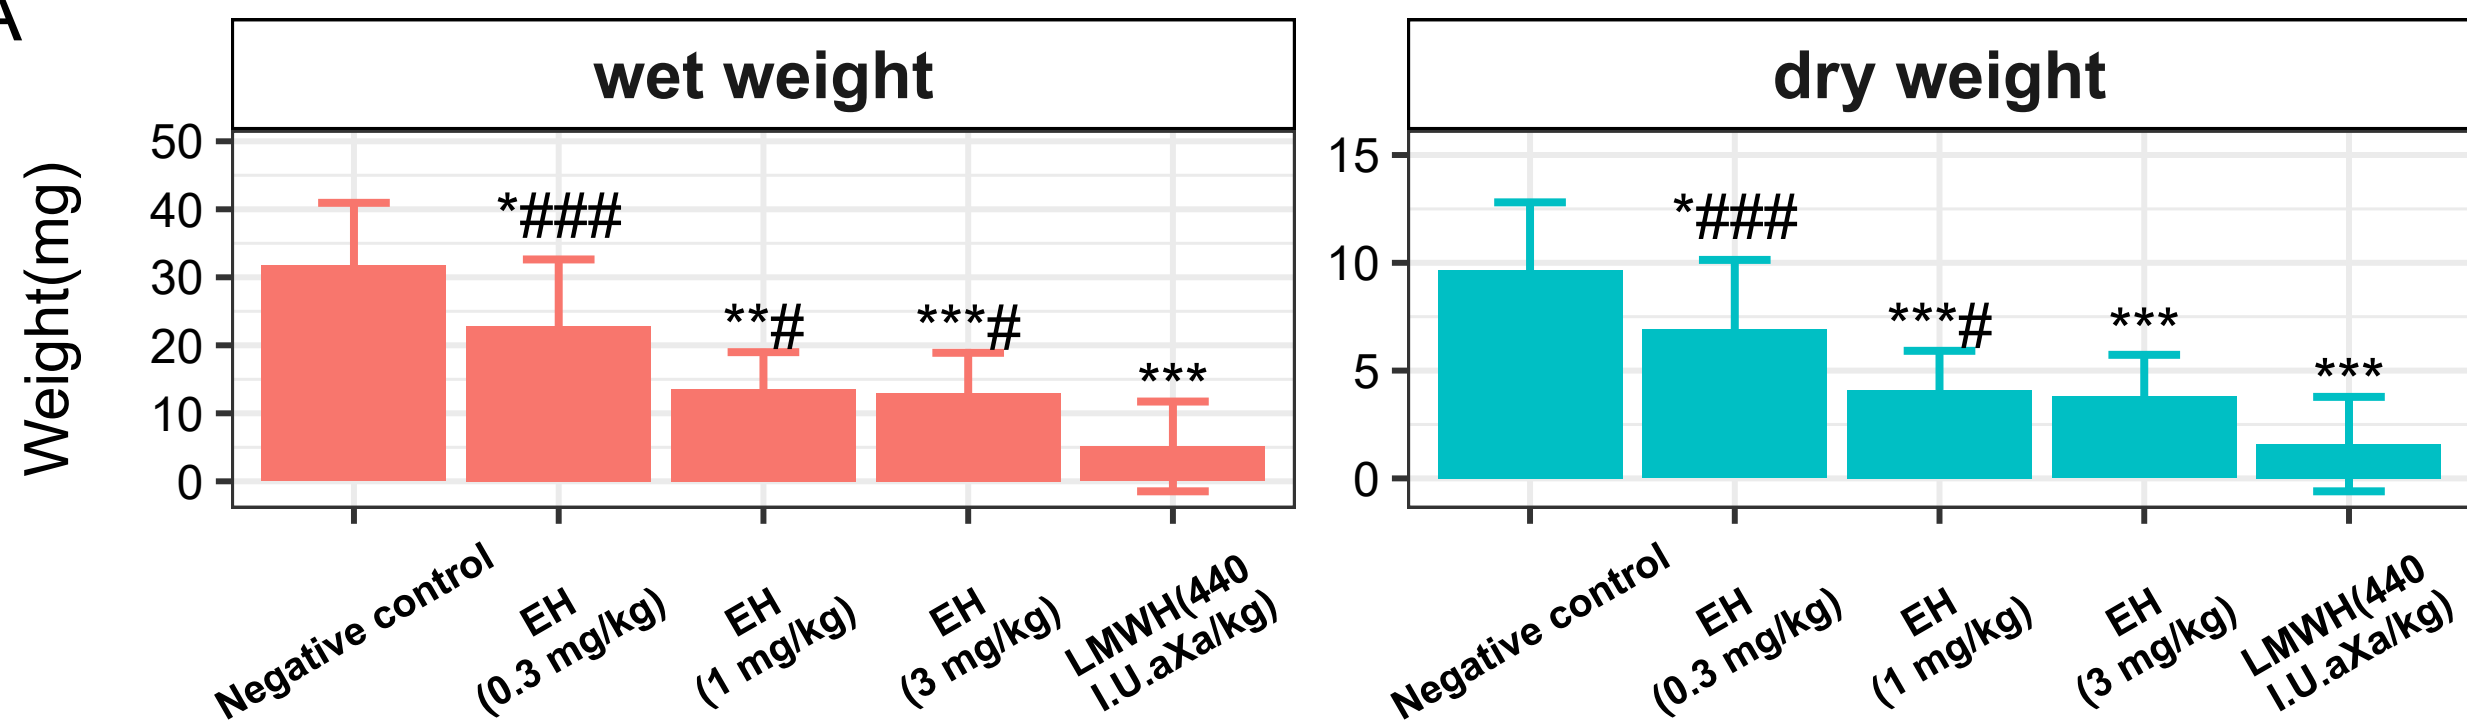 A
wet weight
dry weight
Weight(mg)
50
40
30
20
10
0
*###
**#
***#
***
15
10
5
0
*###
***#
***
***
Negative control
EH
(0.3 mg/kg)
EH
(1 mg/kg)
EH
(3 mg/kg)
LMWH(440
I.U.aXa/kg)
Negative control
EH
(0.3 mg/kg)
EH
(1 mg/kg)
EH
(3 mg/kg)
LMWH(440
I.U.aXa/kg)